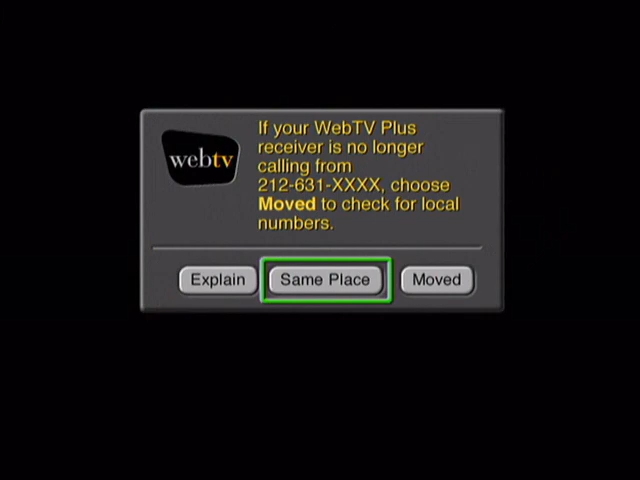 webtv
If your WebTV Plus
receiver is no longer
calling from
212-631-XXXX, choose
Moved to check for local
numbers.
Explain
Same Place
Moved